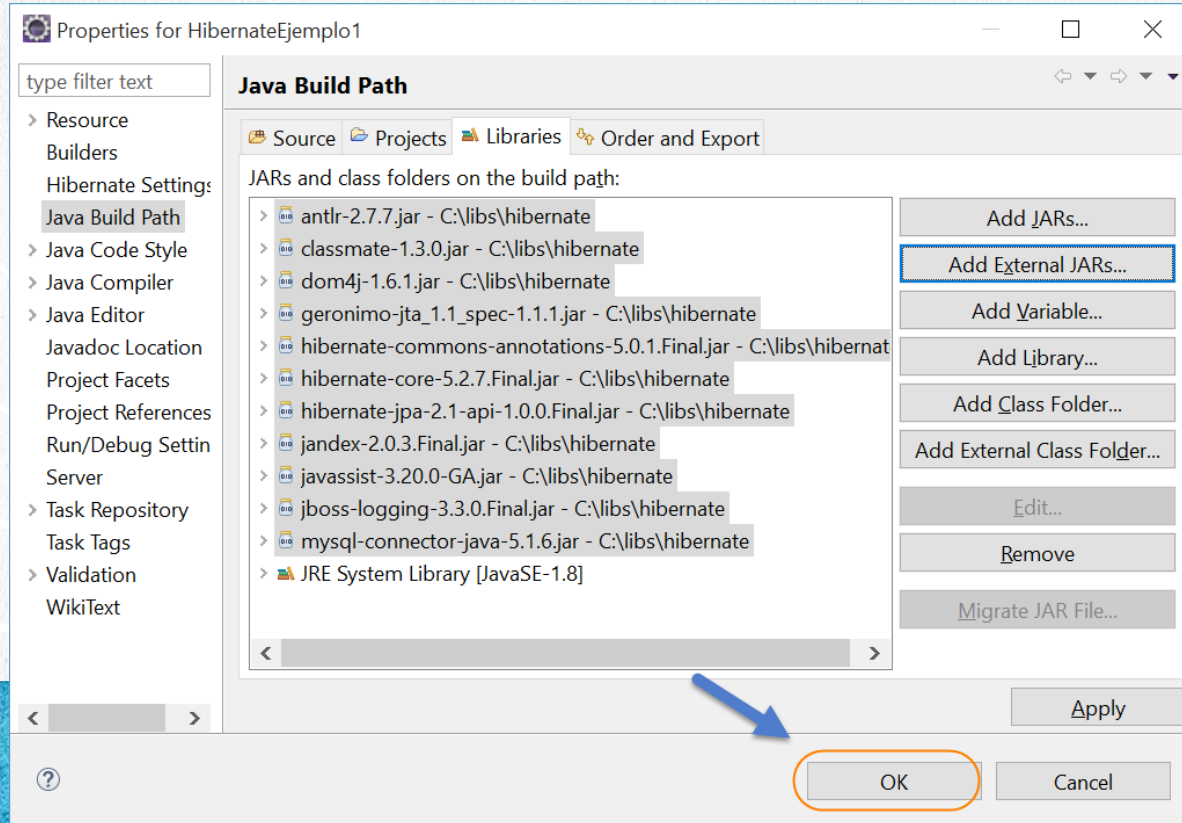 Properties for HibernateEjemplo1
type filter text
Resource
Builders
Hibernate Settings
Java Build Path
Java Code Style
Java Compiler
Java Editor
Javadoc Location
Project Facets
Project References
Run/Debug Settin
Server
Task Repository
Task Tags
Validation
WikiText
Java Build Path
Source Projects Libraries Order and Export
JARs and class folders on the build path:
antlr-2.7.7.jar - C:\libs\hibernate
classmate-1.3.0.jar - C:\libs\hibernate
dom4j-1.6.1.jar - C:\libs\hibernate
geronimo-jta_1.1_spec-1.1.1.jar - C:\libs\hibernate
hibernate-commons-annotations-5.0.1.Final.jar - C:\libs\hibernat
hibernate-core-5.2.7.Final.jar - C:\libs\hibernate
hibernate-jpa-2.1-api-1.0.0.Final.jar - C:\libs\hibernate
jandex-2.0.3.Final.jar - C:\libs\hibernate
javassist-3.20.0-GA.jar - C:\libs\hibernate
jboss-logging-3.3.0.Final.jar - C:\libs\hibernate
mysql-connector-java-5.1.6.jar - C:\libs\hibernate
JRE System Library [JavaSE-1.8]
Add JARs...
Add External JARs...
Add Variable...
Add Library...
Add Class Folder...
Add External Class Folder...
Edit...
Remove
Migrate JAR File...
Apply
OK Cancel